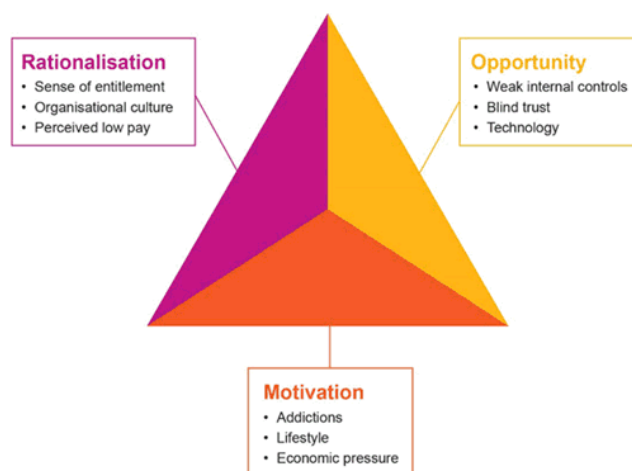 Rationalisation
• Sense of entitlement
• Organisational culture
• Perceived low pay
Opportunity
• Weak internal controls
• Blind trust
• Technology
Motivation
• Addictions
• Lifestyle
• Economic pressure